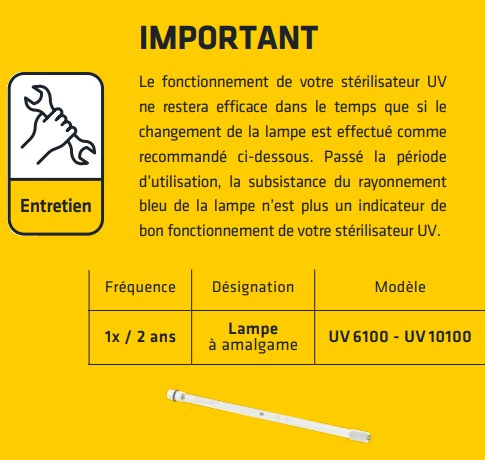 IMPORTANT
Le fonctionnement de votre stérilisateur UV
ne restera efficace dans le temps que si le
changement de la lampe est effectué comme
recommandé ci-dessous. Passé la période
d'utilisation, la subsistance du rayonnement
bleu de la lampe n'est plus un indicateur de
bon fonctionnement de votre stérilisateur UV.
Entretien
Fréquence Désignation Modèle
1x / 2 ans Lampe à amalgame UV 6100 - UV 10100